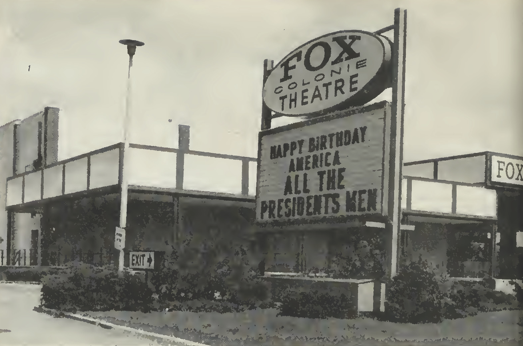 FOX
COLONIE
THEATRE
HAPPY BIRTHDAY
AMERICA
ALL THE
PRESIDENTS MEN
EXIT
FOX